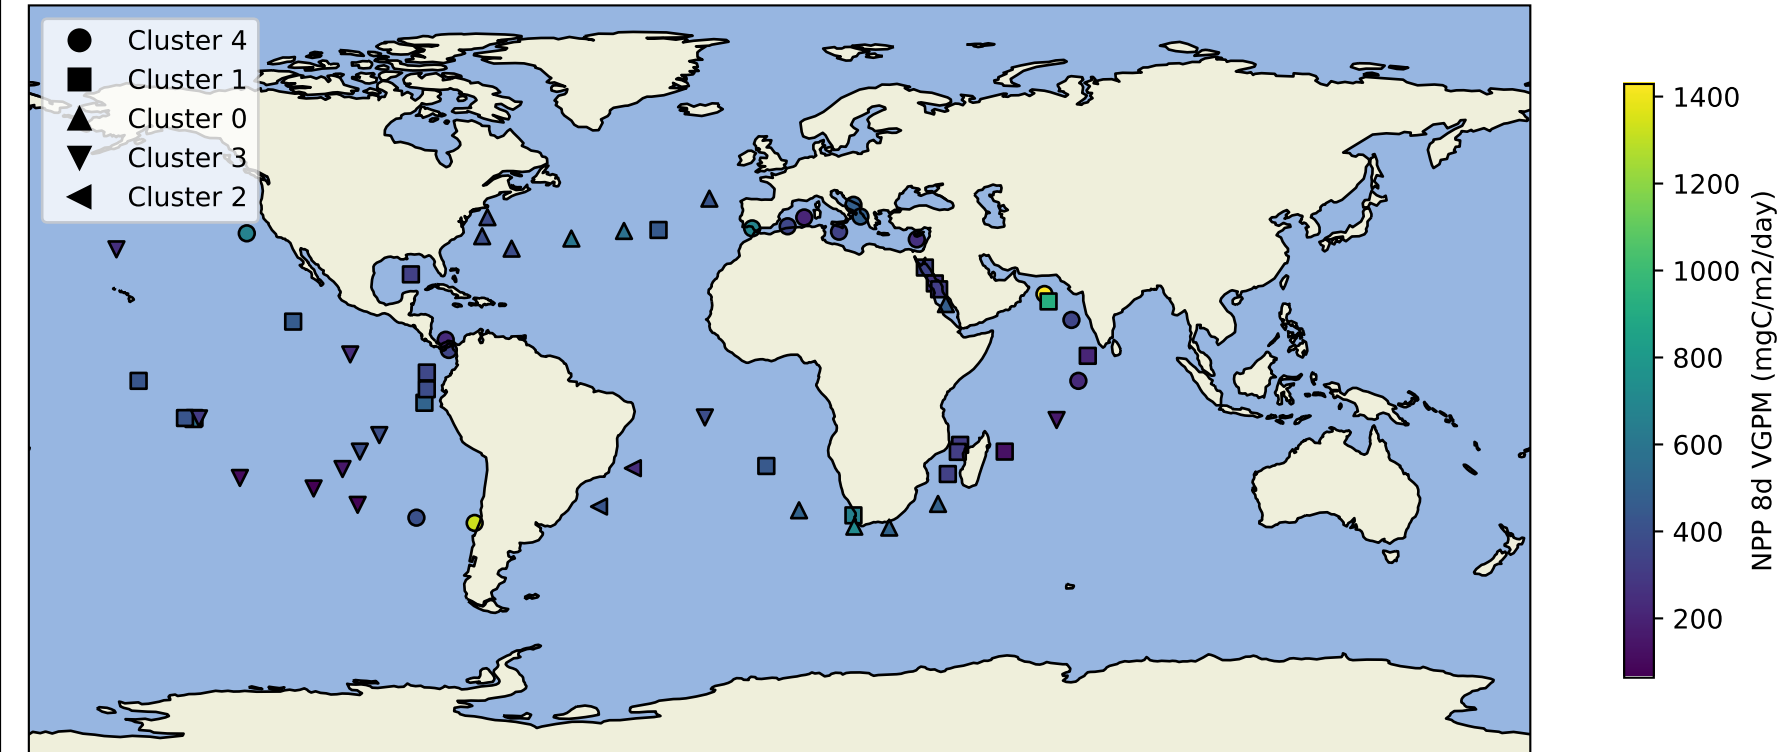 Cluster 4
Cluster 1
Cluster 0
Cluster 3
Cluster 2
1400
1200
1000
800
600
400
200
NPP 8d VGPM (mgC/m2/day)